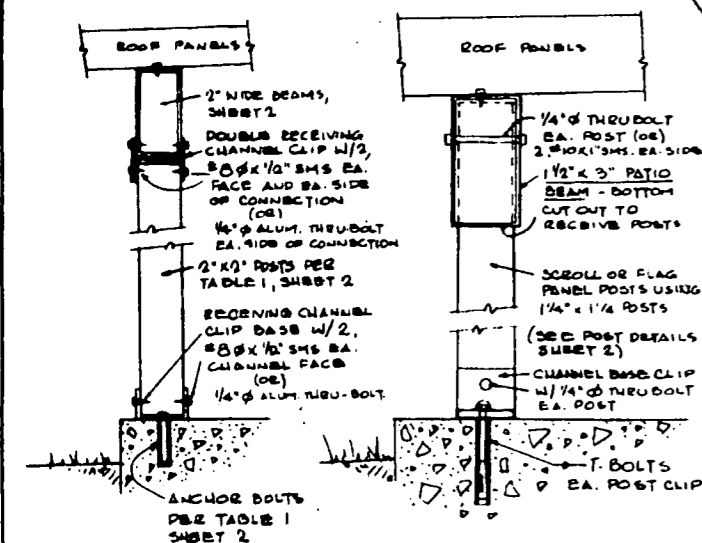 ROOF PANELS
2" WIDE BEAMS,
SHEET 2
DOUBLE RECEIVING
CHANNEL CLIP W/2,
#8 Ø X 1/2" SMS EA.
FACE AND EA. SIDE
OF CONNECTION
(OR)
1/4" Ø ALUM. THRU-BOLT
EA. SIDE OF CONNECTION
2" X 2" POSTS PER
TABLE 1, SHEET 2
RECEIVING CHANNEL
CLIP BASE W/2,
#8 Ø X 1/2" SMS EA.
CHANNEL FACE
(OR)
1/4" Ø ALUM. THRU-BOLT.
ANCHOR BOLTS
PER TABLE 1
SHEET 2
ROOF PANELS
1/4" Ø THRUBOLT
EA. POST (OR)
2, #10X1" SMS. EA. SIDE
1 1/2" X 3" PATIO
BEAM - BOTTOM
CUT OUT TO
RECEIVE POSTS
SCROLL OR FLAG
PANEL POSTS USING
1 1/4" X 1 1/4 POSTS
(SEE POST DETAILS
SHEET 2)
CHANNEL BASE CLIP
W/ 1/4" Ø THRUBOLT
EA. POST
T. BOLTS
EA. POST CLIP